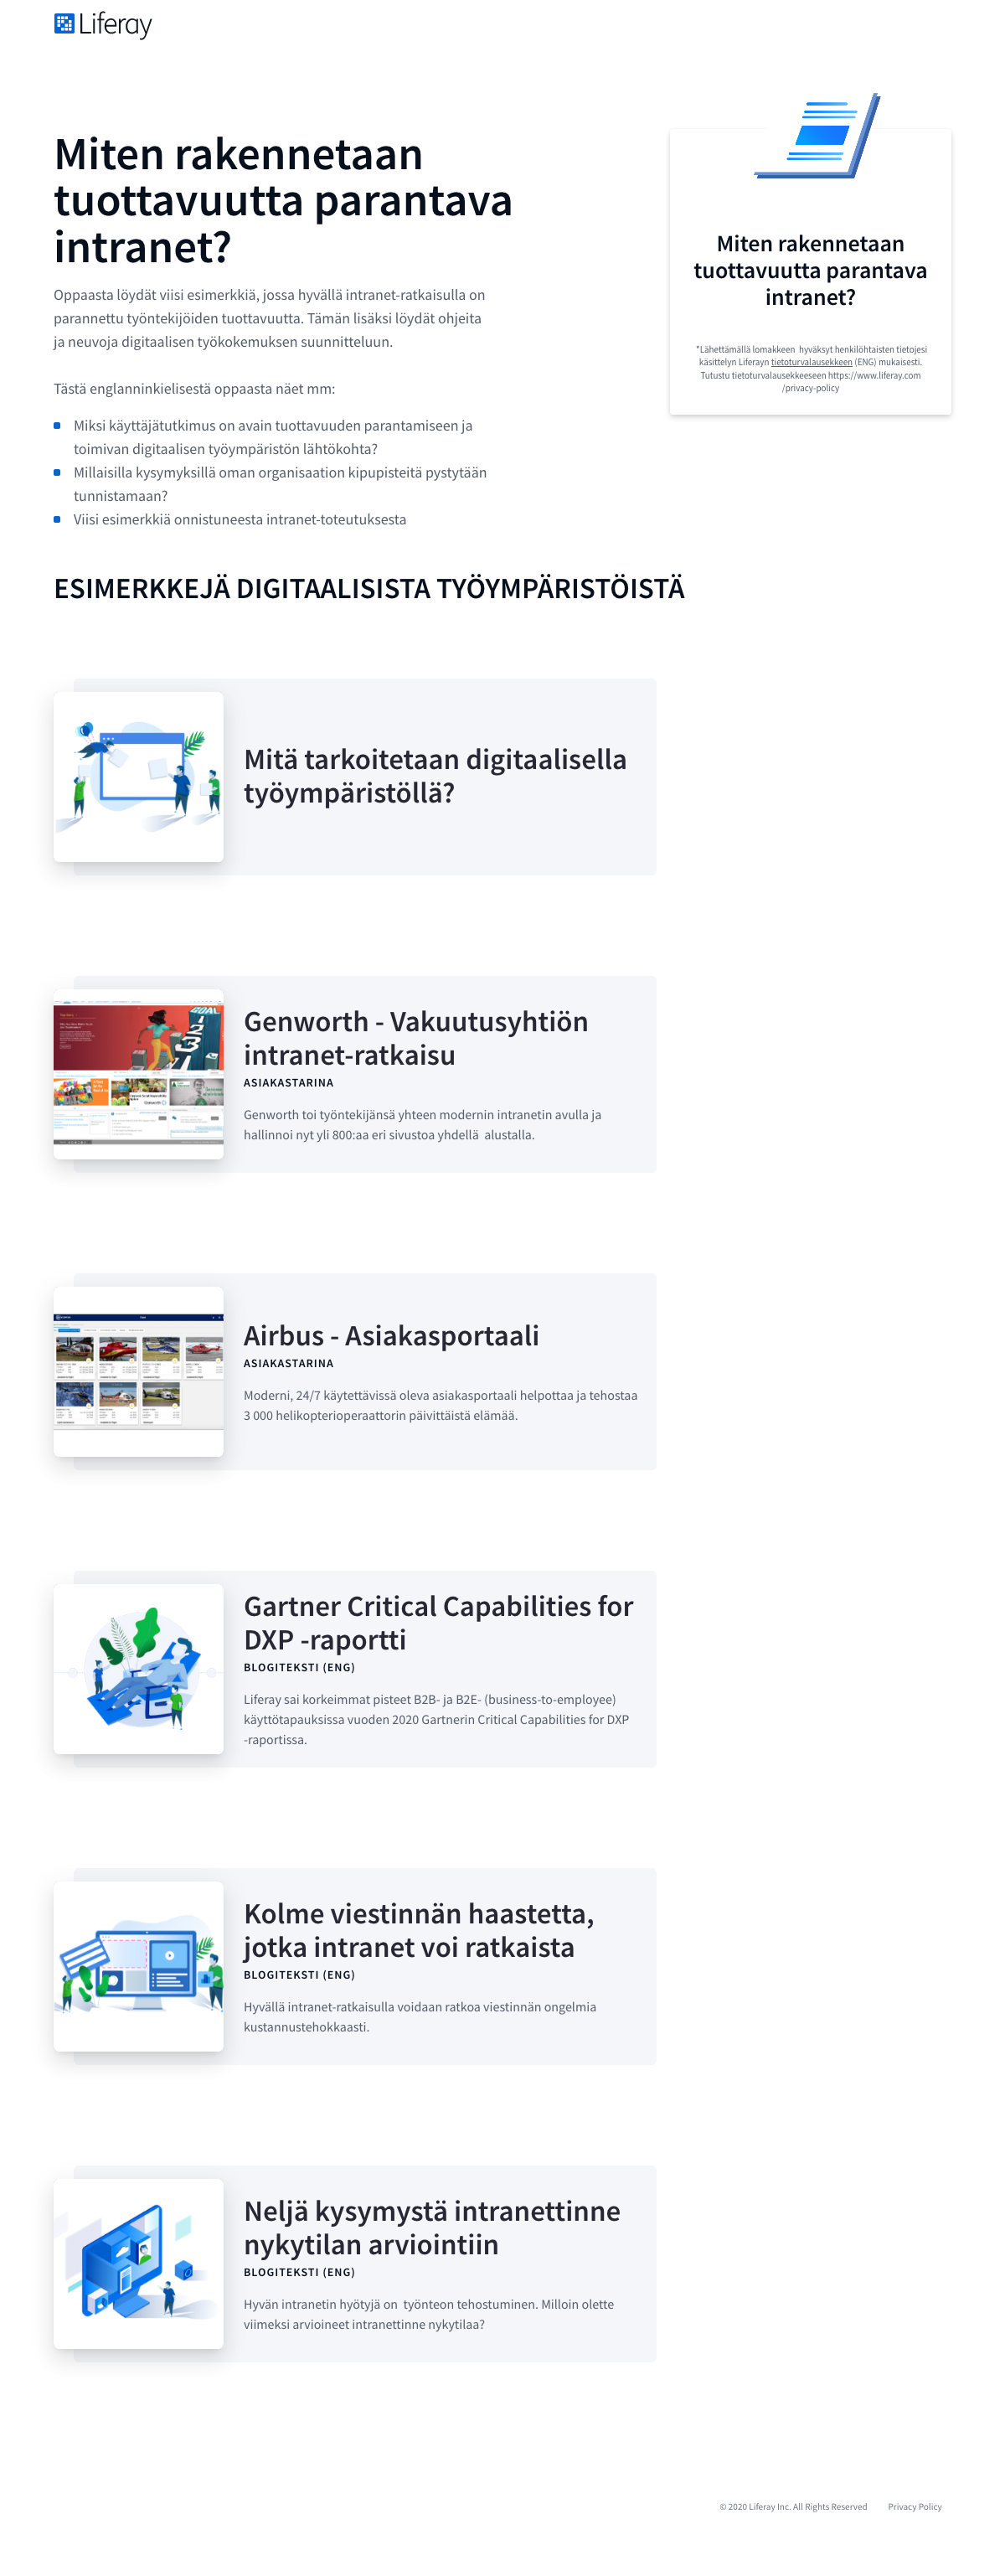 Liferay
Miten rakennetaan
tuottavuutta parantava
intranet?
Oppaasta löydät viisi esimerkkiä, jossa hyvällä intranet-ratkaisulla on
parannettu työntekijöiden tuottavuutta. Tämän lisäksi löydät ohjeita
ja neuvoja digitaalisen työkokemuksen suunnitteluun.
Tästä englanninkielisestä oppaasta näet mm:
Miksi käyttäjätutkimus on avain tuottavuuden parantamiseen ja
toimivan digitaalisen työympäristön lähtökohta?
Millaisilla kysymyksillä oman organisaation kipupisteitä pystytään
tunnistamaan?
Viisi esimerkkiä onnistuneesta intranet-toteutuksesta
Miten rakennetaan
tuottavuutta parantava
intranet?
*Lähettämällä lomakkeen  hyväksyt henkilöhtaisten tietojesi
käsittelyn Liferayn tietoturvalausekkeen (ENG) mukaisesti.
Tutustu tietoturvalausekkeeseen https://www.liferay.com
/privacy-policy
ESIMERKKEJÄ DIGITAALISISTA TYÖYMPÄRISTÖISTÄ
Mitä tarkoitetaan digitaalisella
työympäristöllä?
Genworth - Vakuutusyhtiön
intranet-ratkaisu
ASIAKASTARINA
Genworth toi työntekijänsä yhteen modernin intranetin avulla ja
hallinnoi nyt yli 800:aa eri sivustoa yhdellä  alustalla.
GOAL
Airbus - Asiakasportaali
ASIAKASTARINA
Moderni, 24/7 käytettävissä oleva asiakasportaali helpottaa ja tehostaa
3 000 helikopterioperaattorin päivittäistä elämää.
Gartner Critical Capabilities for
DXP -raportti
BLOGITEKSTI (ENG)
Liferay sai korkeimmat pisteet B2B- ja B2E- (business-to-employee)
käyttötapauksissa vuoden 2020 Gartnerin Critical Capabilities for DXP
-raportissa.
Kolme viestinnän haastetta,
jotka intranet voi ratkaista
BLOGITEKSTI (ENG)
Hyvällä intranet-ratkaisulla voidaan ratkoa viestinnän ongelmia
kustannustehokkaasti.
Neljä kysymystä intranettinne
nykytilan arviointiin
BLOGITEKSTI (ENG)
Hyvän intranetin hyötyjä on  työnteon tehostuminen. Milloin olette
viimeksi arvioineet intranettinne nykytilaa?
© 2020 Liferay Inc. All Rights Reserved
Privacy Policy